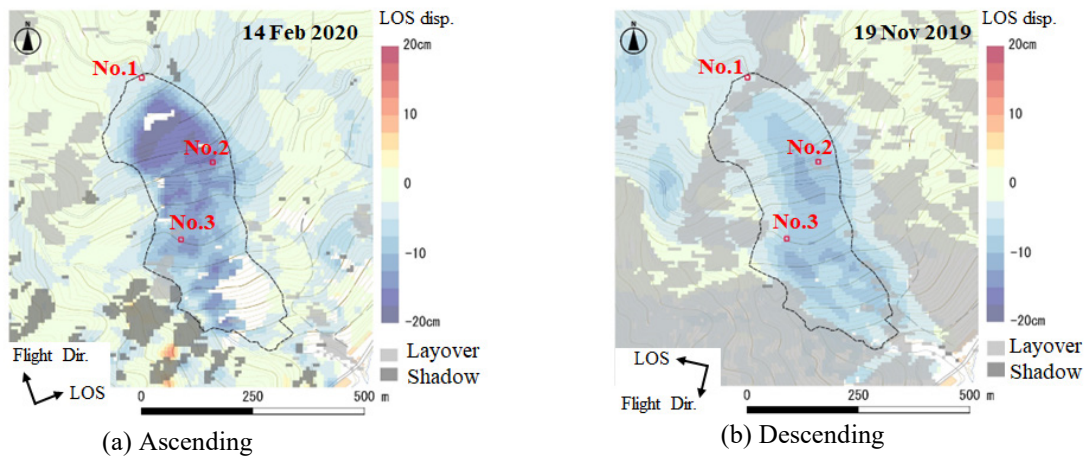 LOS disp.
N
14 Feb 2020
20cm
No.1
10
No.2
0
No.3
-10
-20cm
Layover
Shadow
Flight Dir.
LOS
0
250
500 m
(a) Ascending
LOS disp.
N
19 Nov 2019
20cm
No.1
10
No.2
0
No.3
-10
-20cm
Layover
Shadow
LOS
Flight Dir.
0
250
500 m
(b) Descending